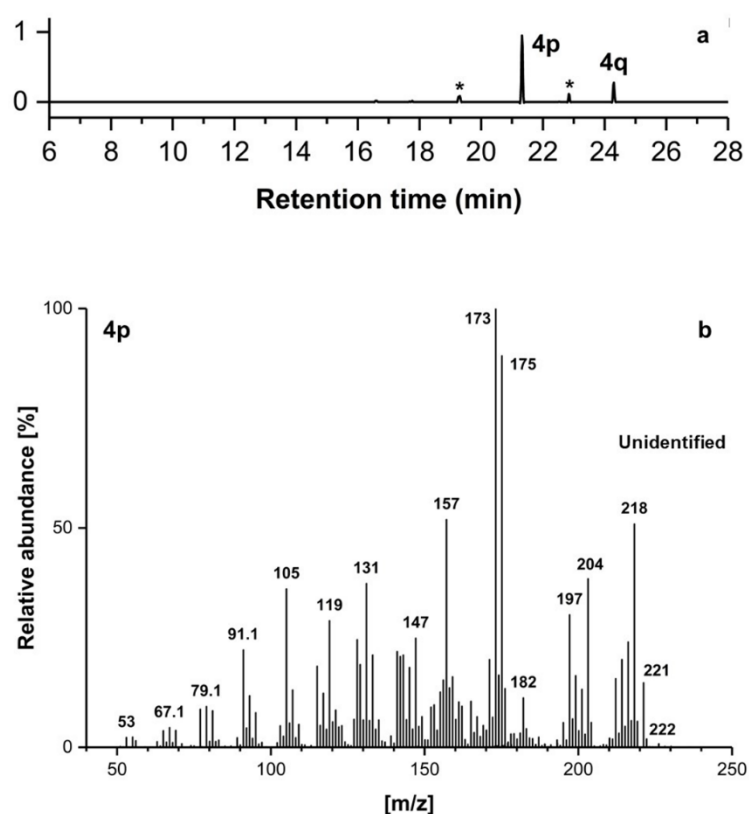 1
0
4p
4q
*
*
a
6 8 10 12 14 16 18 20 22 24 26 28
Retention time (min)
4p
b
Unidentified
Relative abundance [%]
100
50
0
53
67.1
79.1
91.1
105
119
131
147
157
173
175
182
197
204
218
221
222
50 100 150 200 250
[m/z]